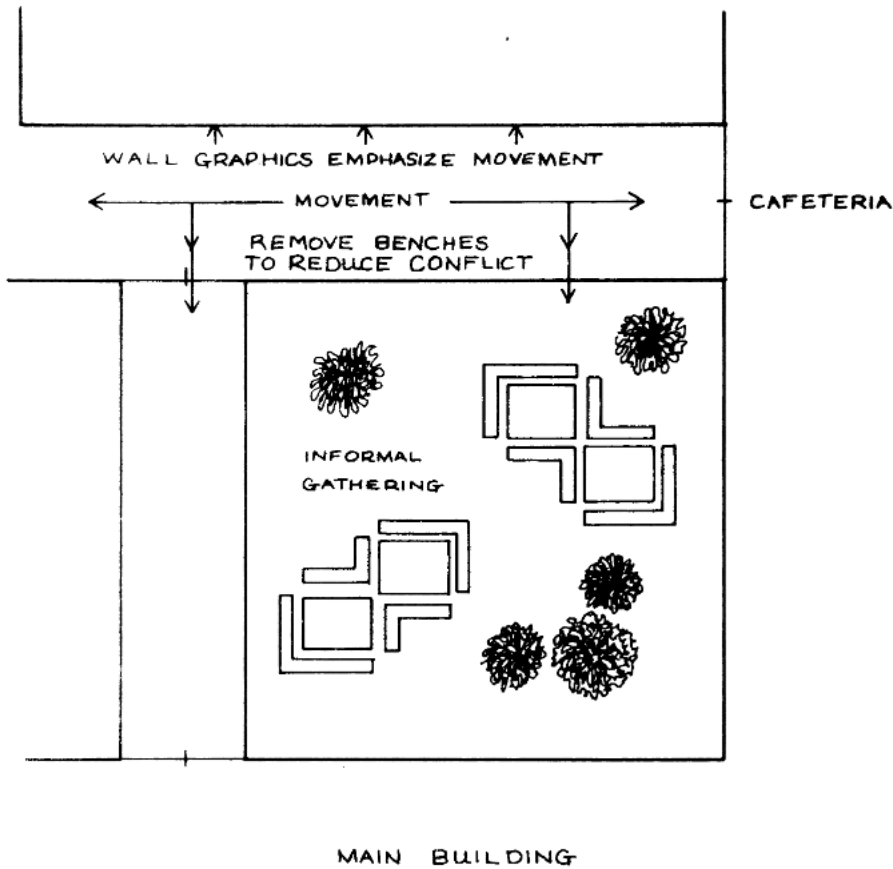 WALL GRAPHICS EMPHASIZE MOVEMENT
MOVEMENT
CAFETERIA
REMOVE BENCHES
TO REDUCE CONFLICT
INFORMAL
GATHERING
MAIN BUILDING